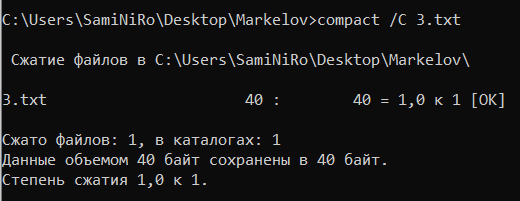 C:\Users\SamiNiRo\Desktop\Markelov>compact /C 3.txt
Сжатие файлов в C:\Users\SamiNiRo\Desktop\Markelov\
3.txt 40 : 40 = 1,0 к 1 [OK]
Сжато файлов: 1, в каталогах: 1
Данные объемом 40 байт сохранены в 40 байт.
Степень сжатия 1,0 к 1.